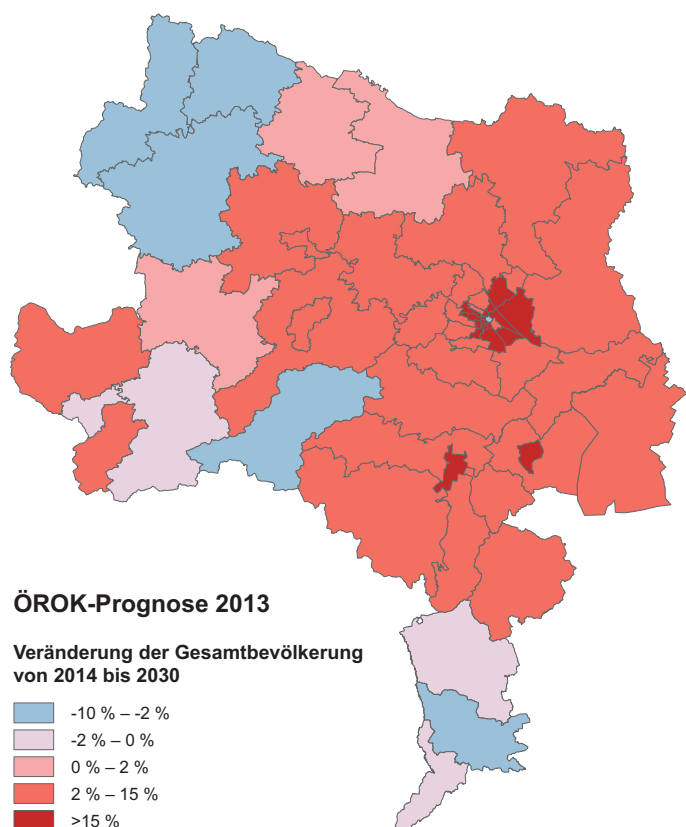 ÖROK-Prognose 2013
Veränderung der Gesamtbevölkerung
von 2014 bis 2030
-10 % – -2 %
-2 % – 0 %
0 % – 2 %
2 % – 15 %
>15 %